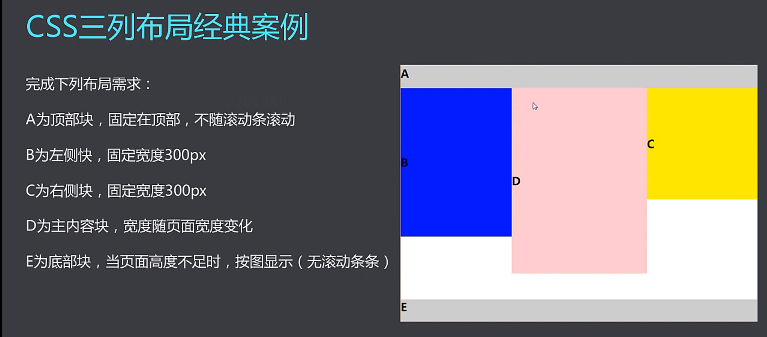 CSS三列布局经典案例
完成下列布局需求：
A为顶部块，固定在顶部，不随滚动条滚动
B为左侧快，固定宽度300px
C为右侧块，固定宽度300px
D为主内容块，宽度随页面宽度变化
E为底部块，当页面高度不足时，按图显示（无滚动条条）
A
B
D
C
E